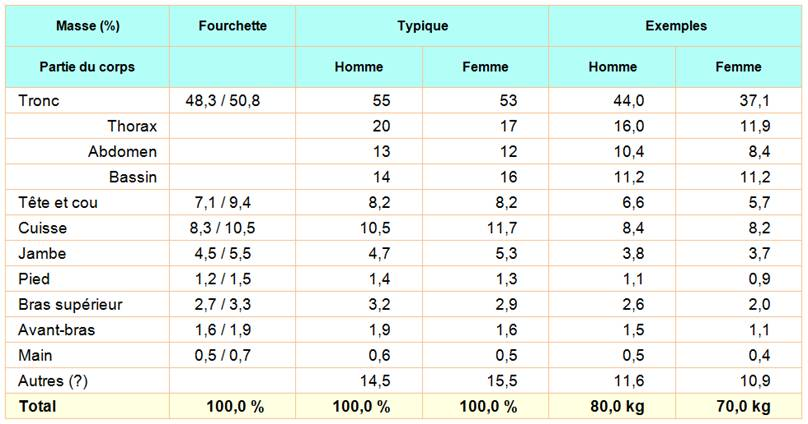 Masse (%) Fourchette Typique Exemples
Partie du corps Homme Femme Homme Femme
Tronc 48,3 / 50,8 55 53 44,0 37,1
Thorax 20 17 16,0 11,9
Abdomen 13 12 10,4 8,4
Bassin 14 16 11,2 11,2
Tête et cou 7,1 / 9,4 8,2 8,2 6,6 5,7
Cuisse 8,3 / 10,5 10,5 11,7 8,4 8,2
Jambe 4,5 / 5,5 4,7 5,3 3,8 3,7
Pied 1,2 / 1,5 1,4 1,3 1,1 0,9
Bras supérieur 2,7 / 3,3 3,2 2,9 2,6 2,0
Avant-bras 1,6 / 1,9 1,9 1,6 1,5 1,1
Main 0,5 / 0,7 0,6 0,5 0,5 0,4
Autres (?) 14,5 15,5 11,6 10,9
Total 100,0 % 100,0 % 100,0 % 80,0 kg 70,0 kg